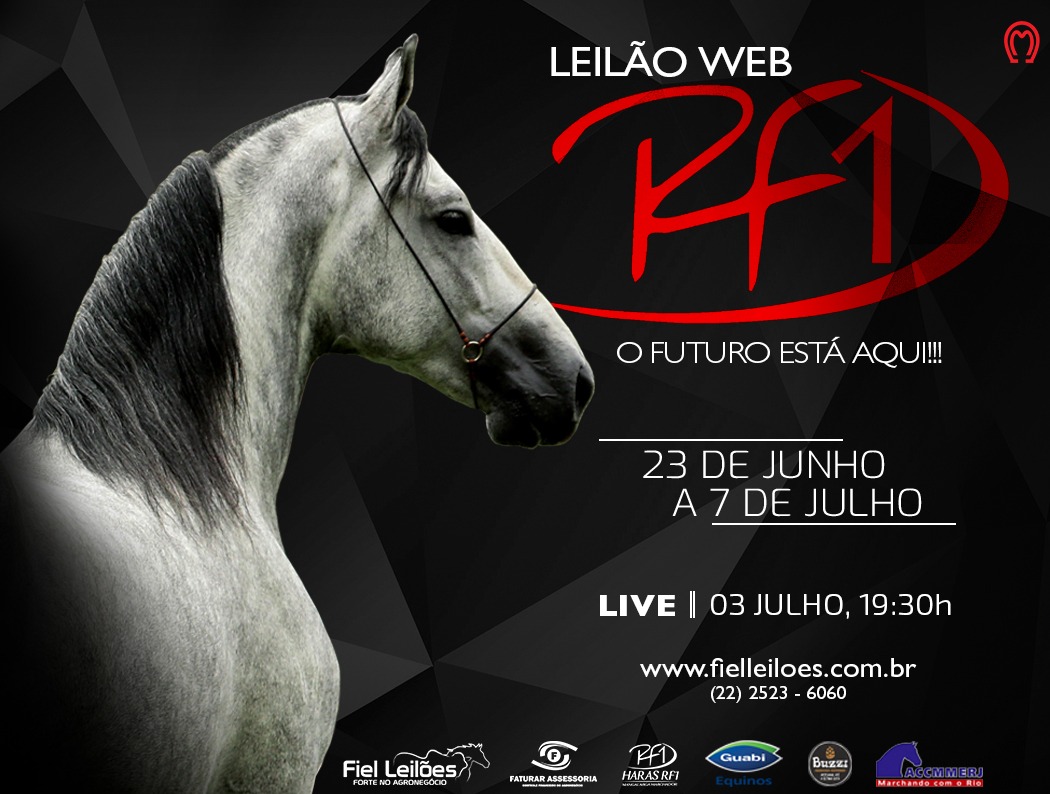 LEILÃO WEB
Rf1
O FUTURO ESTÁ AQUI!!!
23 DE JUNHO
A 7 DE JULHO
LIVE || 03 JULHO, 19:30h
www.fielleiloes.com.br
(22) 2523 - 6060
Fiel Leilões
FORTE NO AGRONEGÓCIO
F
FATURAR ASSESSORIA
Rf1
HARAS RF1
MANGALARGA MARCHADOR
Guabi
Equinos
Buzzi
ACCMMERJ
Marchando com o Rio